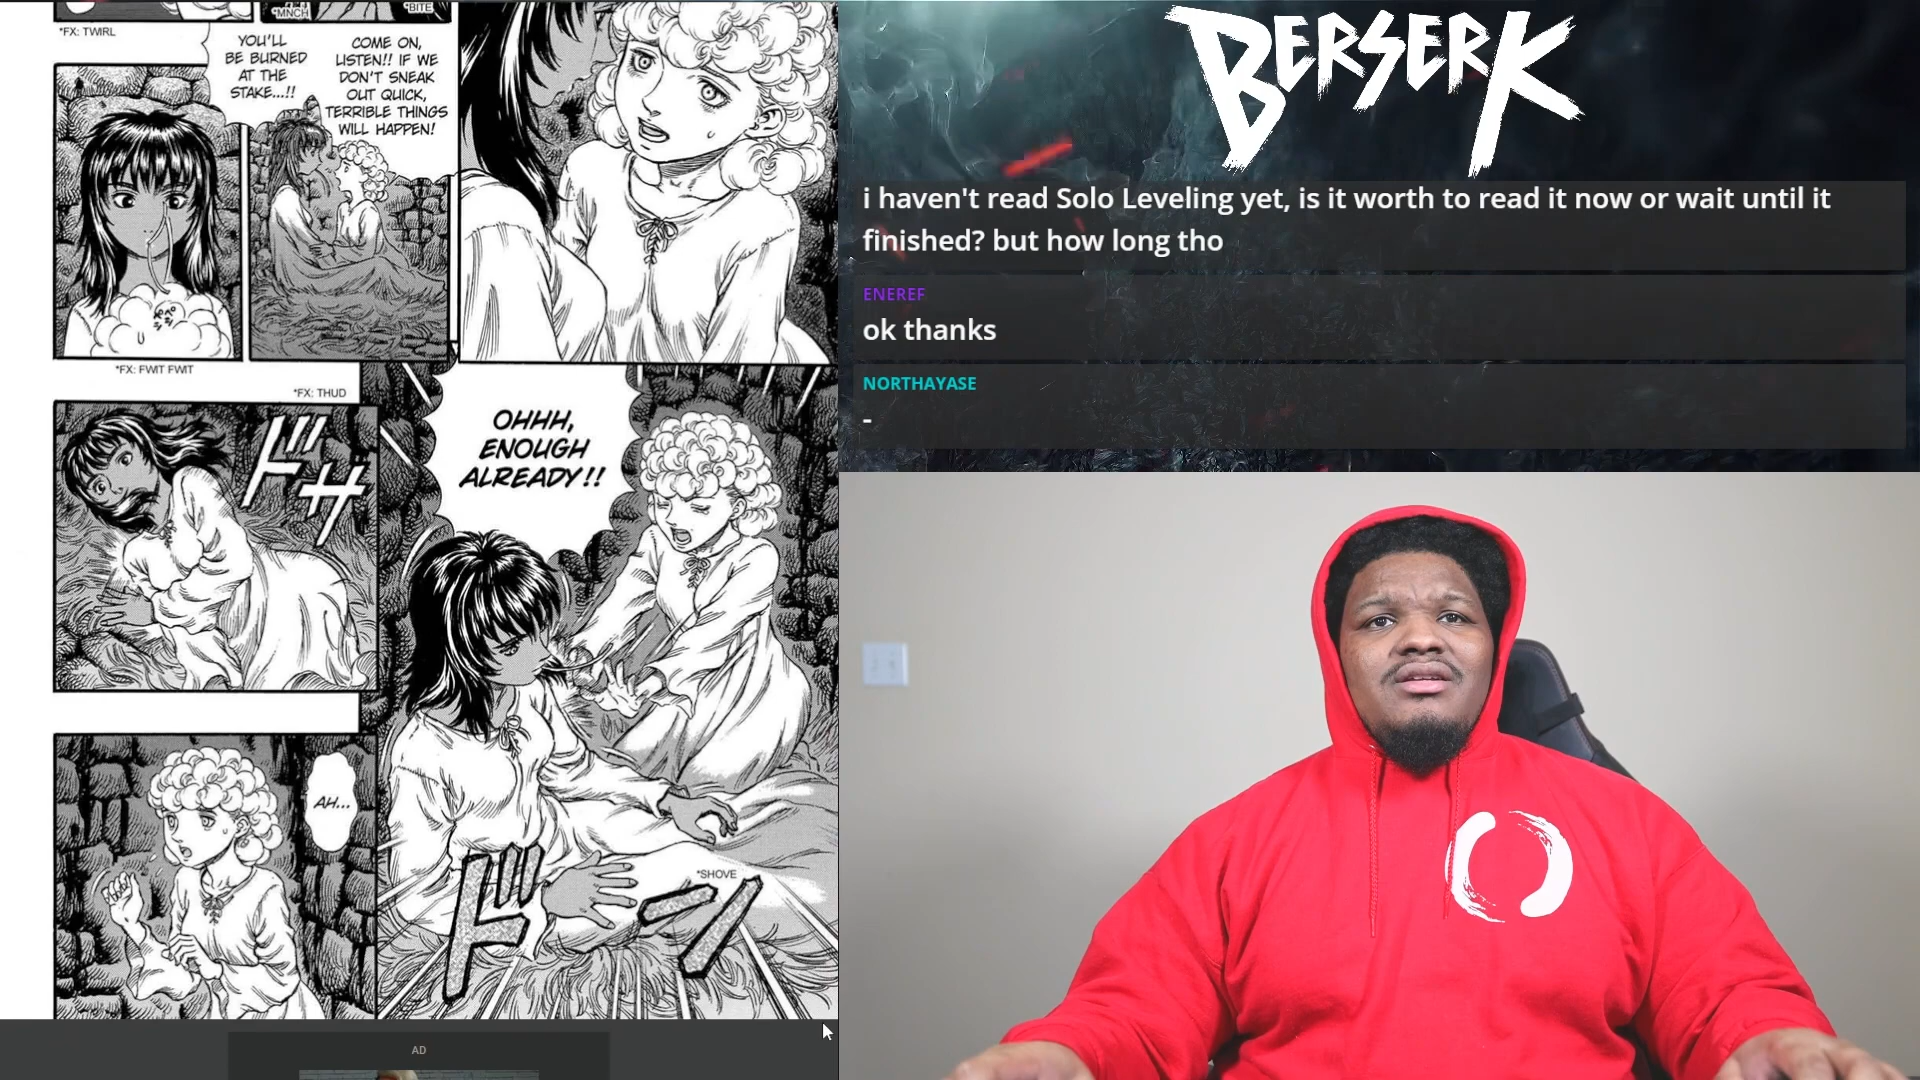 *MNCH
*BITE
*FX: TWIRL
YOU'LL
BE BURNED
AT THE
STAKE...!!
COME ON,
LISTEN!! IF WE
DON'T SNEAK
OUT QUICK,
TERRIBLE THINGS
WILL HAPPEN!
*FX: FWIT FWIT
*FX: THUD
ドサ
OHHH,
ENOUGH
ALREADY!!
AH...
*SHOVE
ドン
AD
BERSERK
i haven't read Solo Leveling yet, is it worth to read it now or wait until it
finished? but how long tho
ENEREF
ok thanks
NORTHAYASE
-